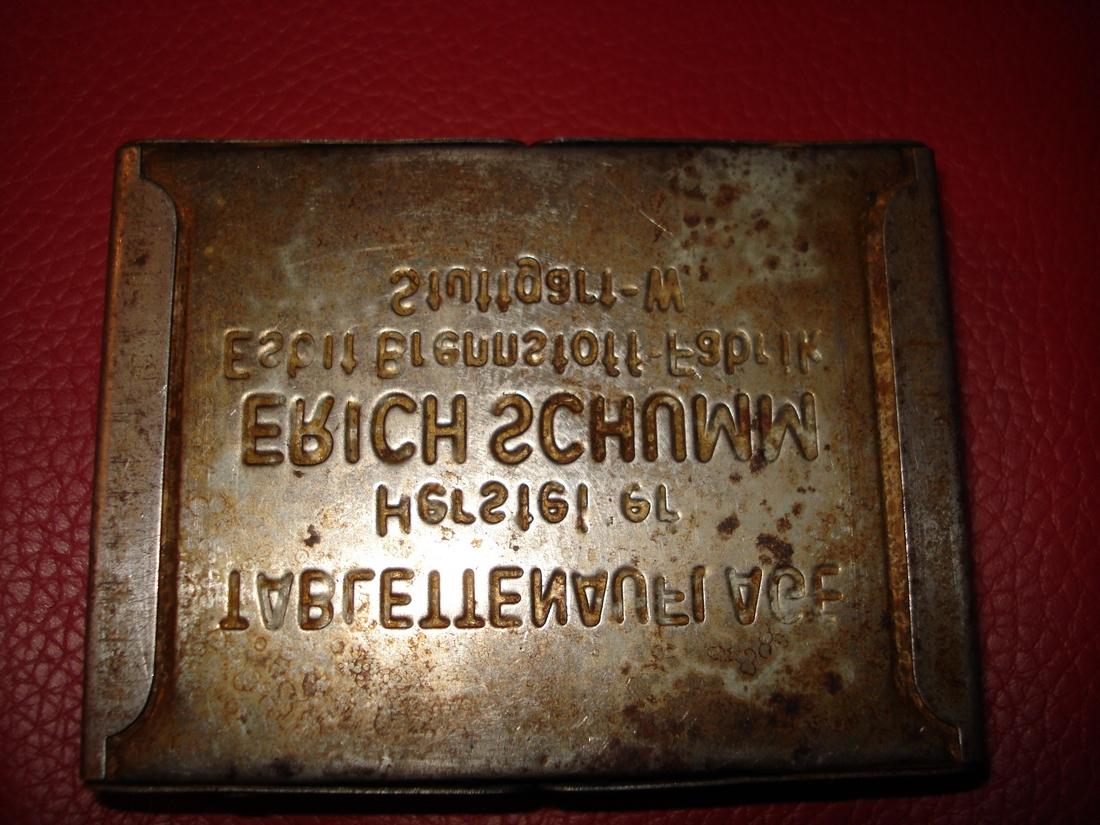 TABLETTENAUFLAGE
Hersteller
ERICH SCHUMM
Esbit Brennstoff-Fabrik
Stuttgart-W